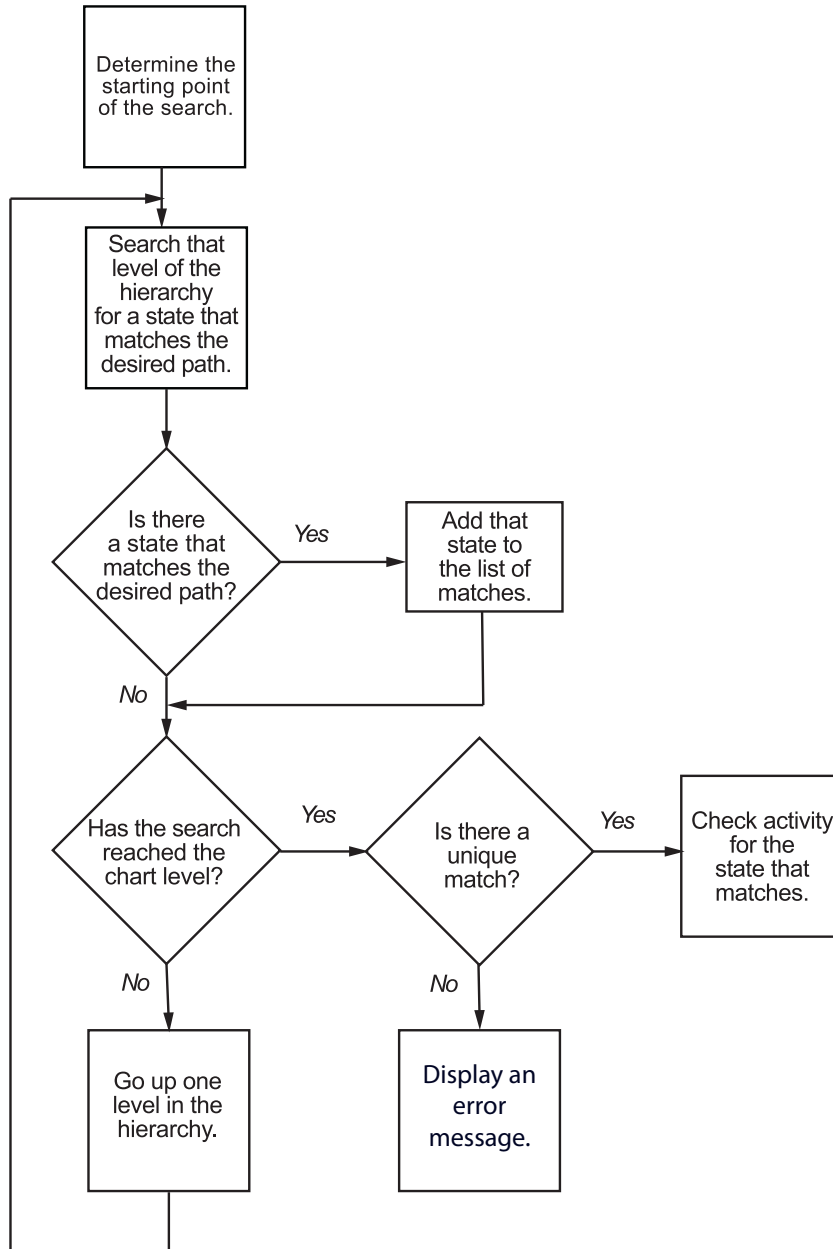 Determine the
starting point
of the search.
Search that
level of the
hierarchy
for a state that
matches the
desired path.
Is there
a state that
matches the
desired path?
Yes
Add that
state to
the list of
matches.
No
Has the search
reached the
chart level?
Yes
Is there a
unique
match?
Yes
Check activity
for the
state that
matches.
No
Go up one
level in the
hierarchy.
No
Display an
error
message.